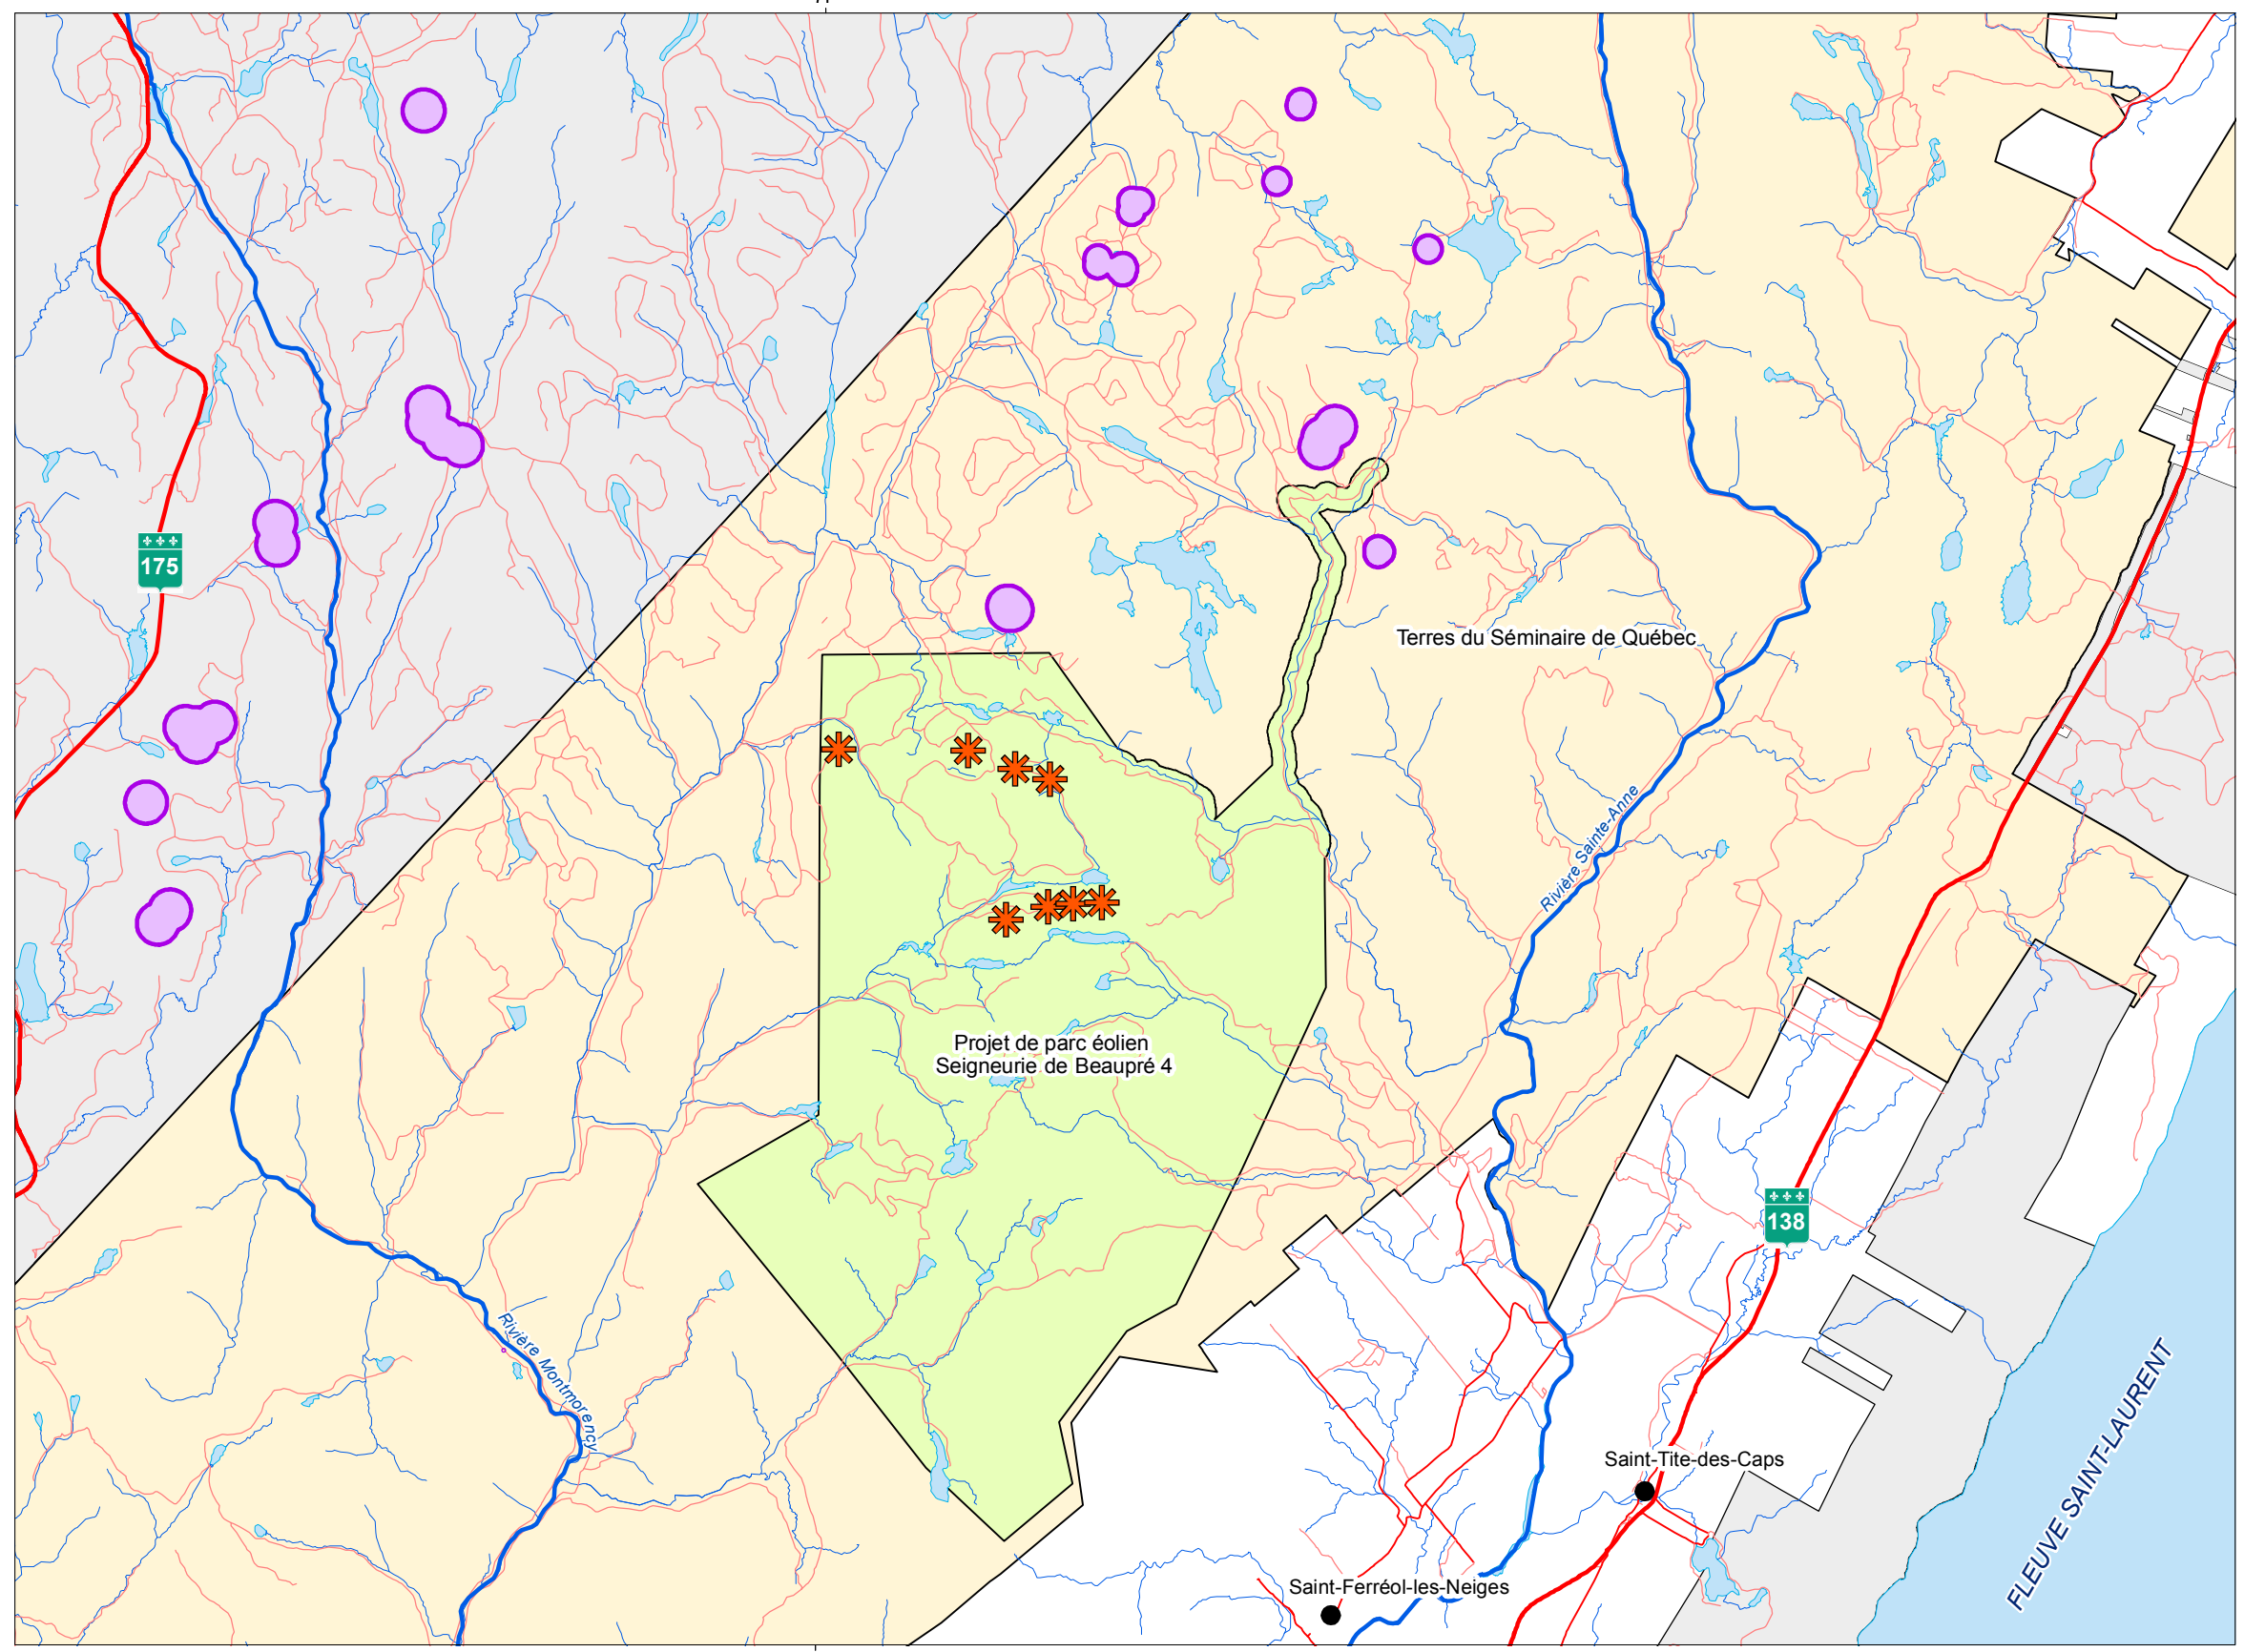 175
Terres du Séminaire de Québec
Rivière Sainte-Anne
Projet de parc éolien
Seigneurie de Beaupré 4
138
Rivière Montmorency
FLEUVE SAINT-LAURENT
Saint-Tite-des-Caps
Saint-Ferréol-les-Neiges